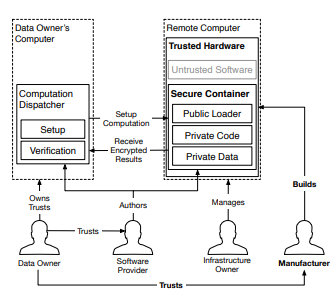 Data Owner's
Computer
Remote Computer
Trusted Hardware
Untrusted Software
Secure Container
Public Loader
Private Code
Private Data
Computation
Dispatcher
Setup
Verification
Setup
Computation
Receive
Encrypted
Results
Owns
Trusts
Authors
Manages
Builds
Trusts
Data Owner
Software
Provider
Infrastructure
Owner
Manufacturer
Trusts